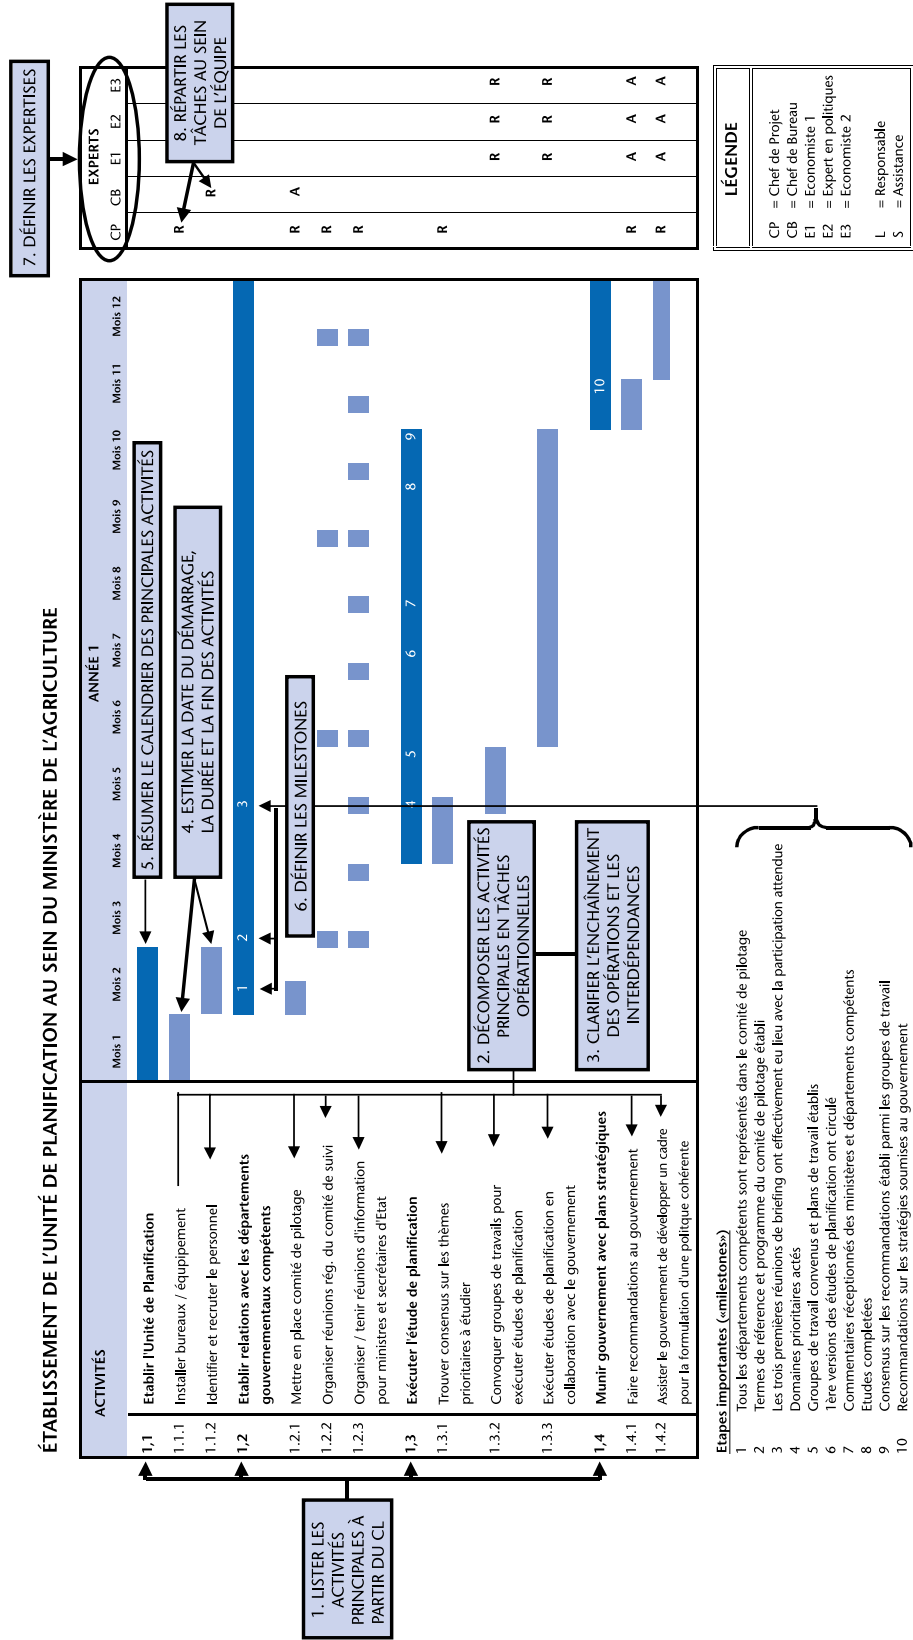 ÉTABLISSEMENT DE L'UNITÉ DE PLANIFICATION AU SEIN DU MINISTÈRE DE L'AGRICULTURE
7. DÉFINIR LES EXPERTISES
ACTIVITÉS
ANNÉE 1
Mois 1 Mois 2 Mois 3 Mois 4 Mois 5 Mois 6 Mois 7 Mois 8 Mois 9 Mois 10 Mois 11 Mois 12
EXPERTS
CP CB E1 E2 E3
1,1 Etablir l'Unité de Planification
5. RÉSUMER LE CALENDRIER DES PRINCIPALES ACTIVITÉS
1.1.1 Installer bureaux / équpipement
R
8. RÉPARTIR LES
TÂCHES AU SEIN
DE L'ÉQUIPE
1.1.2 Identifier et recruter le personnel
R
4. ESTIMER LA DATE DU DÉMARRAGE,
LA DURÉE ET LA FIN DES ACTIVITÉS
1,2 Etablir relations avec les départements
gouvernementaux compétents
1 2 3
1.2.1 Mettre en place comité de pilotage
R A
6. DÉFINIR LES MILESTONES
1.2.2 Organiser réunions rég. du comité de suivi
R
1.2.3 Organiser / tenir réunions d'information
pour ministres et secrétaires d'Etat
R
1. LISTER LES
ACTIVITÉS
PRINCIPALES À
PARTIR DU CL
1,3 Exécuter l'étude de planification
4 5 6 7 8 9
1.3.1 Trouver consensus sur les thèmes
prioritaires à étudier
R
2. DÉCOMPOSER LES ACTIVITÉS
PRINCIPALES EN TÂCHES
OPÉRATIONNELLES
1.3.2 Convoquer groupes de travails pour
exécuter études de planification
R R R
1.3.3 Exécuter études de planification en
collaboration avec le gouvernement
R R R
3. CLARIFIER L'ENCHAÎNEMENT
DES OPÉRATIONS ET LES
INTERDÉPENDANCES
1,4 Munir gouvernement avec plans stratégiques
10
1.4.1 Faire recommandations au gouvernement
R A A A
1.4.2 Assister le gouvernement de développer un cadre
pour la formulation d'une politque cohérente
R A A A
Etapes importantes («milestones»)
1 Tous les départements compétents sont représentés dans le comité de pilotage
2 Termes de référence et programme du comité de pilotage établi
3 Les trois premières réunions de briefing ont effectivement eu lieu avec la participation attendue
4 Domaines prioritaires actés
5 Groupes de travail convenus et plans de travail établis
6 1ère versions des études de planification ont circulé
7 Commentaires réceptionés des ministères et départements compétents
8 Etudes completées
9 Consensus sur les recommandations établi parmi les groupes de travail
10 Recommandations sur les stratégies soumises au gouvernement
LÉGENDE
CP = Chef de Projet
CB = Chef de Bureau
E1 = Economiste 1
E2 = Expert en politiques
E3 = Economiste 2
L = Responsable
S = Assistance